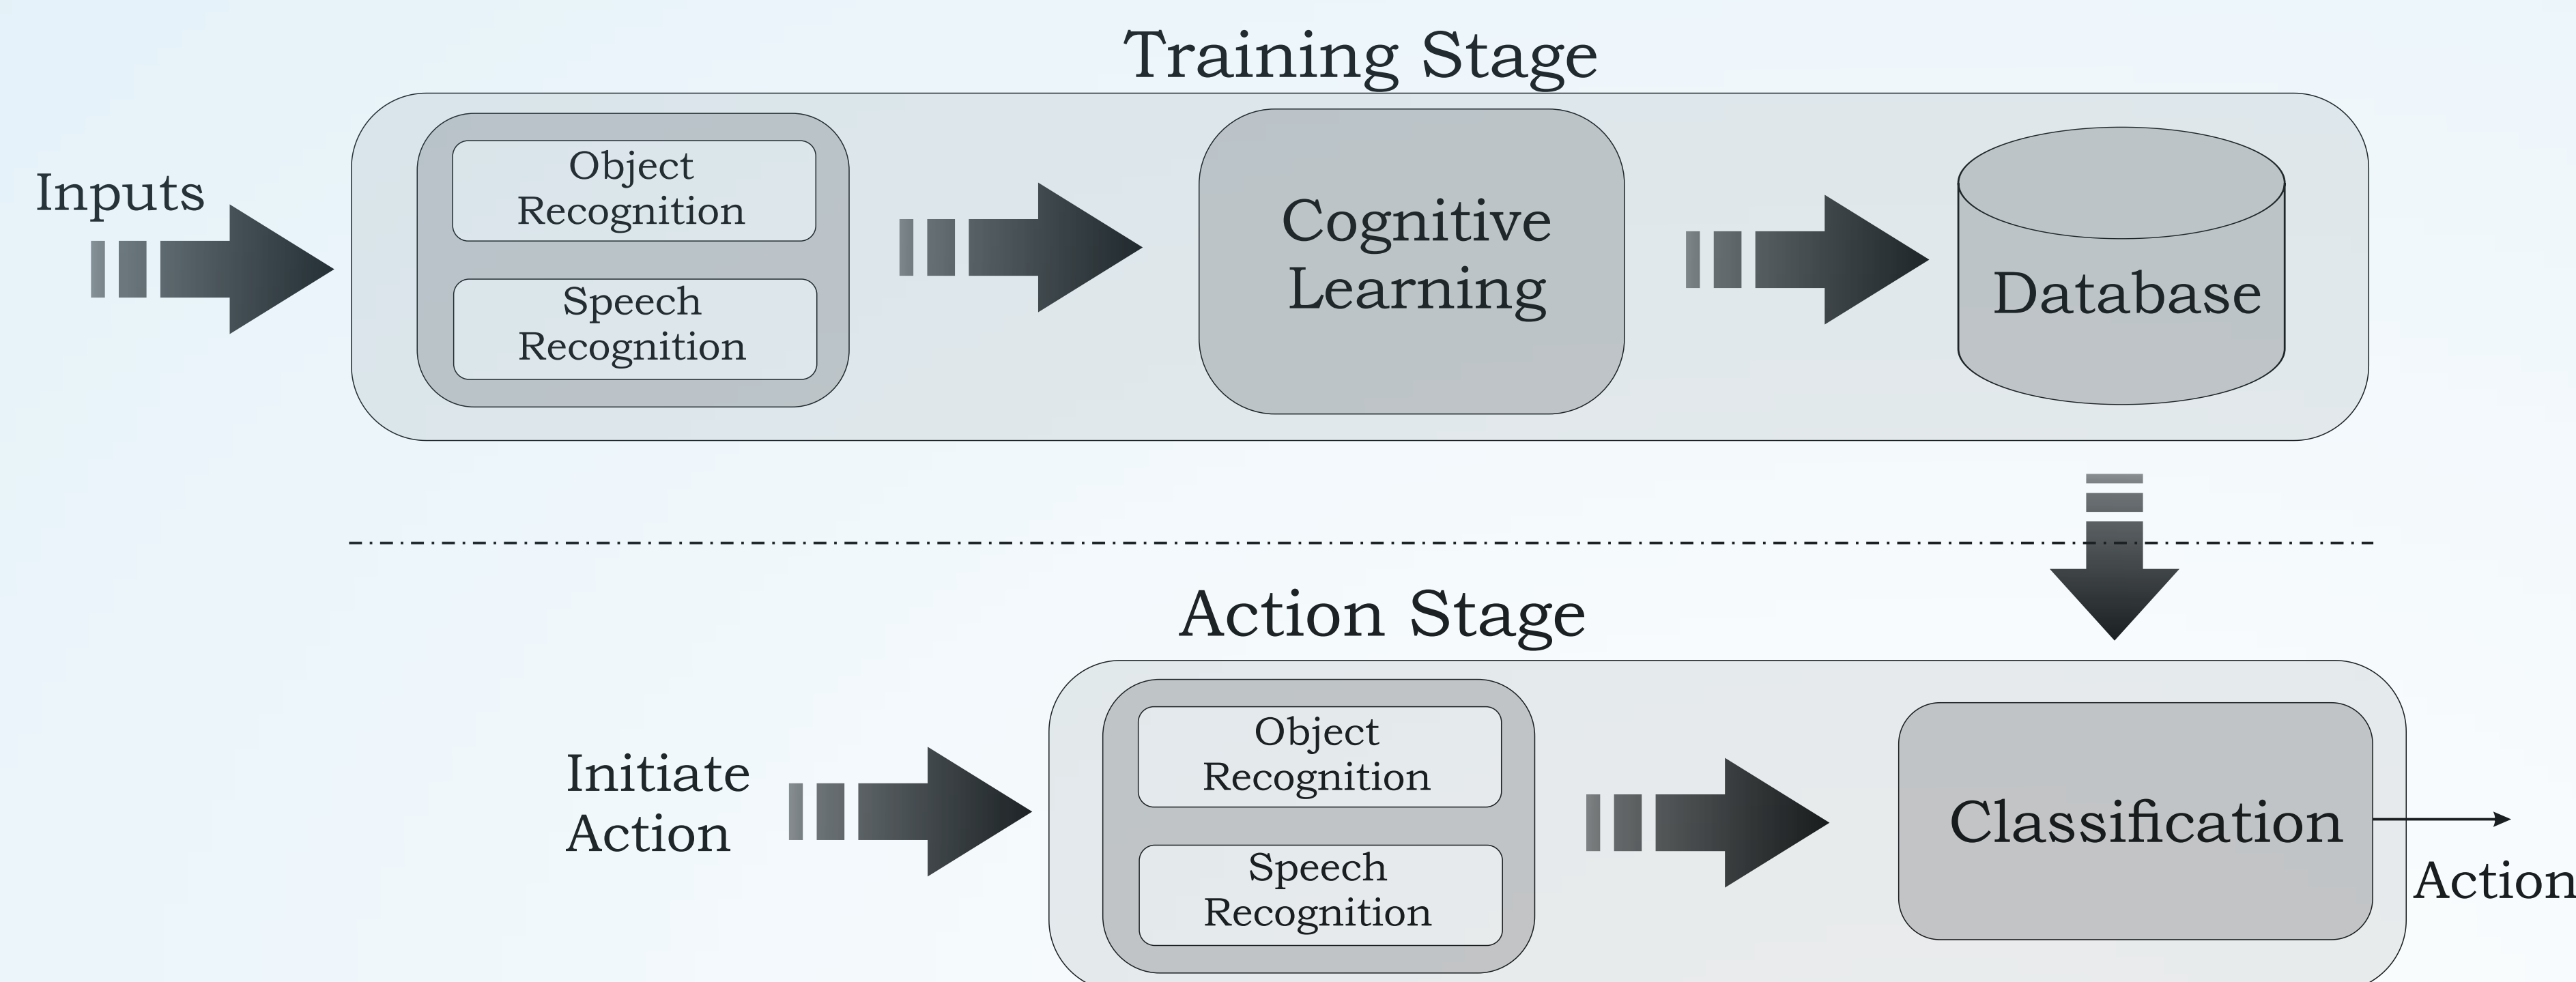 Training Stage
Inputs
Object
Recognition
Speech
Recognition
Cognitive
Learning
Database
Action Stage
Initiate
Action
Object
Recognition
Speech
Recognition
Classification
Action